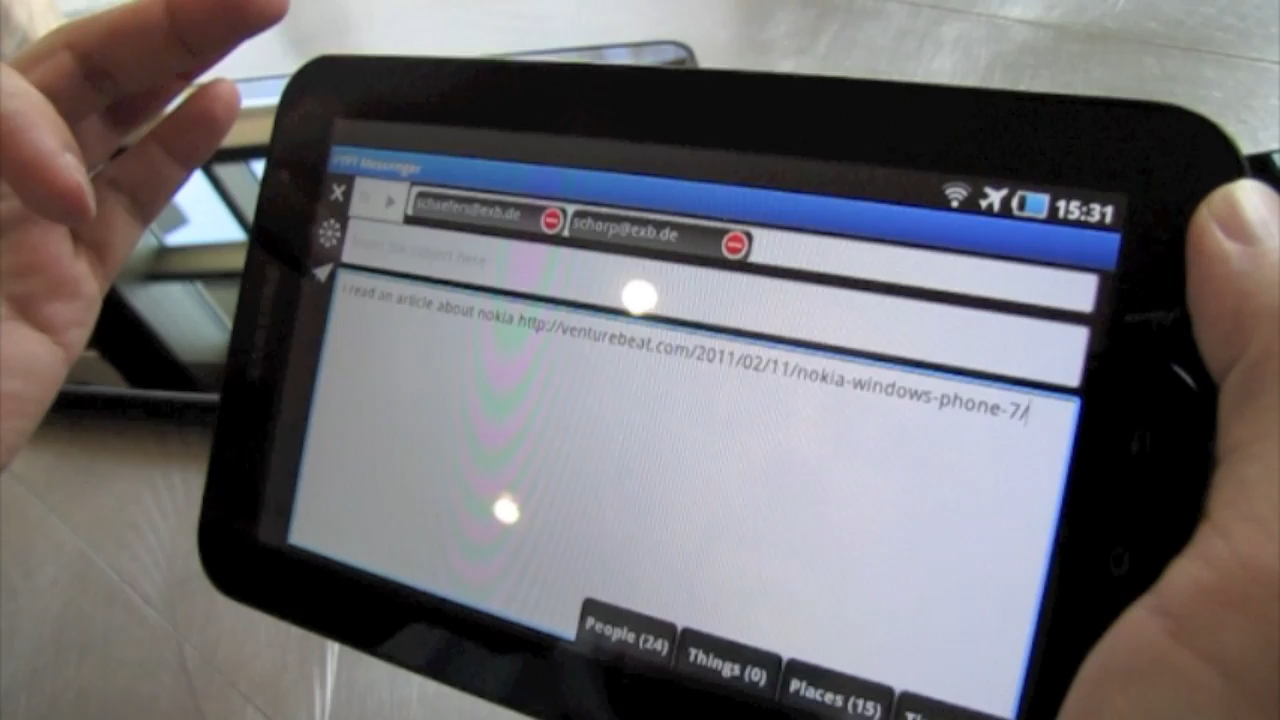 Messenger
15:31
schaefers@exb.de
schorp@exb.de
i read an article about nokia http://venturebeat.com/2011/02/11/nokia-windows-phone-7/
People (24)
Things (0)
Places (15)